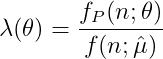 λ(θ) = f_P(n; θ) / f(n; μ̂)